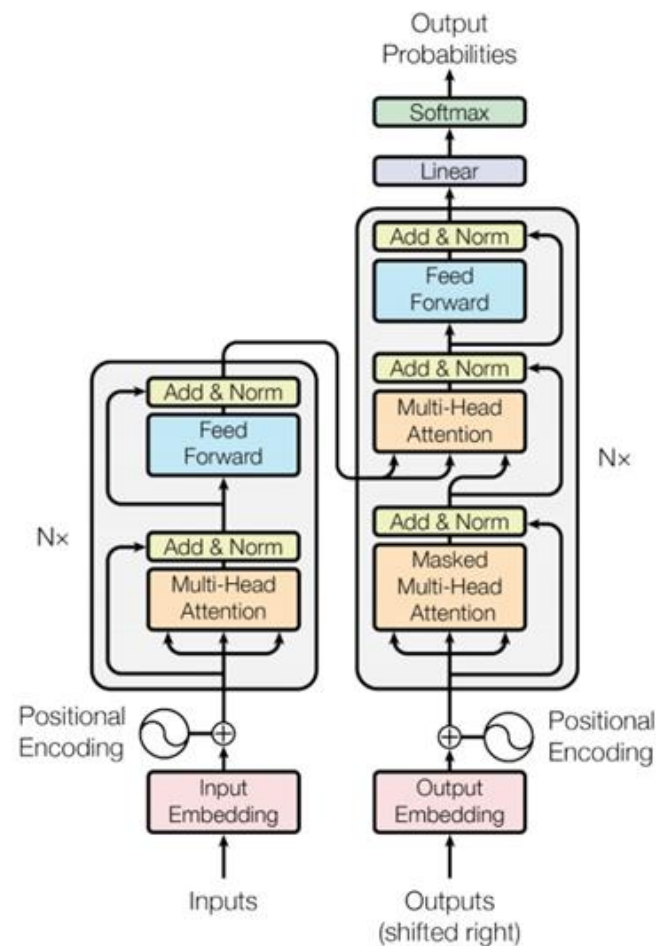 Output
Probabilities
Softmax
Linear
Add & Norm
Feed
Forward
Add & Norm
Multi-Head
Attention
Add & Norm
Masked
Multi-Head
Attention
Nx
Add & Norm
Feed
Forward
Add & Norm
Multi-Head
Attention
Nx
Positional
Encoding
Input
Embedding
Inputs
Positional
Encoding
Output
Embedding
Outputs
(shifted right)